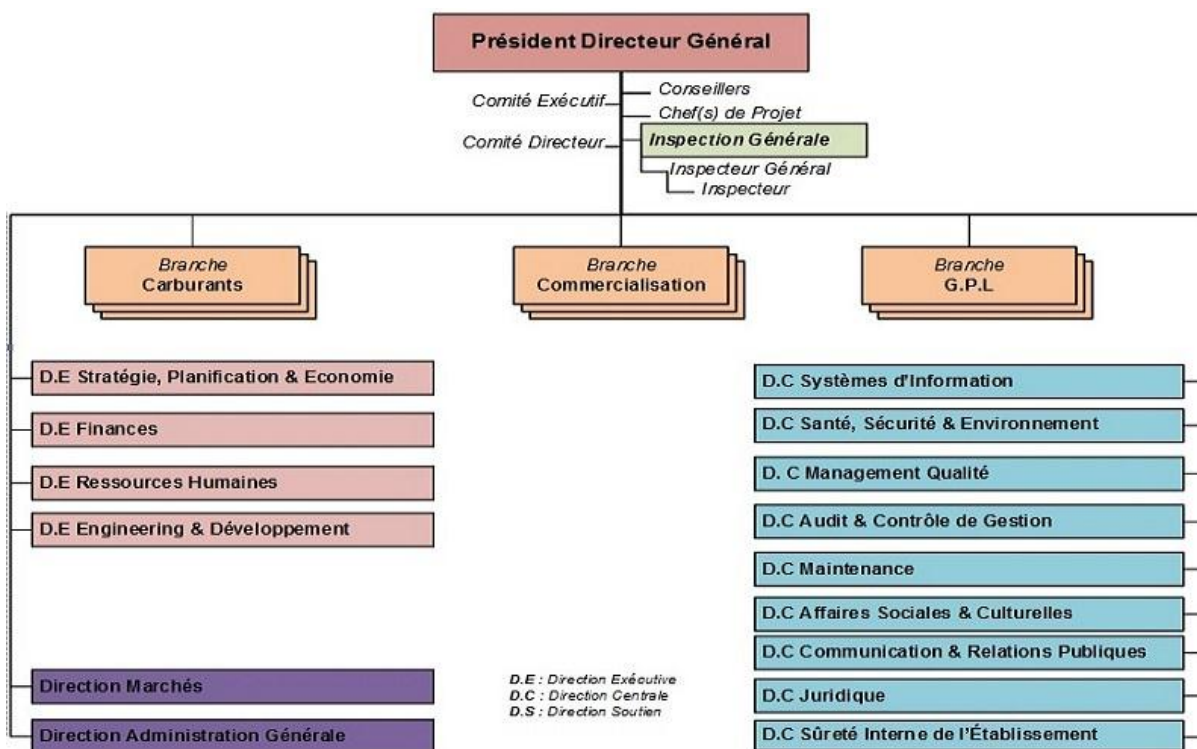 Président Directeur Général
Comité Exécutif
Conseillers
Chef(s) de Projet
Comité Directeur
Inspection Générale
Inspecteur Général
Inspecteur
Branche
Carburants
Branche
Commercialisation
Branche
G.P.L
D.E Stratégie, Planification & Economie
D.E Finances
D.E Ressources Humaines
D.E Engineering & Développement
Direction Marchés
Direction Administration Générale
D.E : Direction Exécutive
D.C : Direction Centrale
D.S : Direction Soutien
D.C Systèmes d'Information
D.C Santé, Sécurité & Environnement
D. C Management Qualité
D.C Audit & Contrôle de Gestion
D.C Maintenance
D.C Affaires Sociales & Culturelles
D.C Communication & Relations Publiques
D.C Juridique
D.C Sûreté Interne de l'Établissement